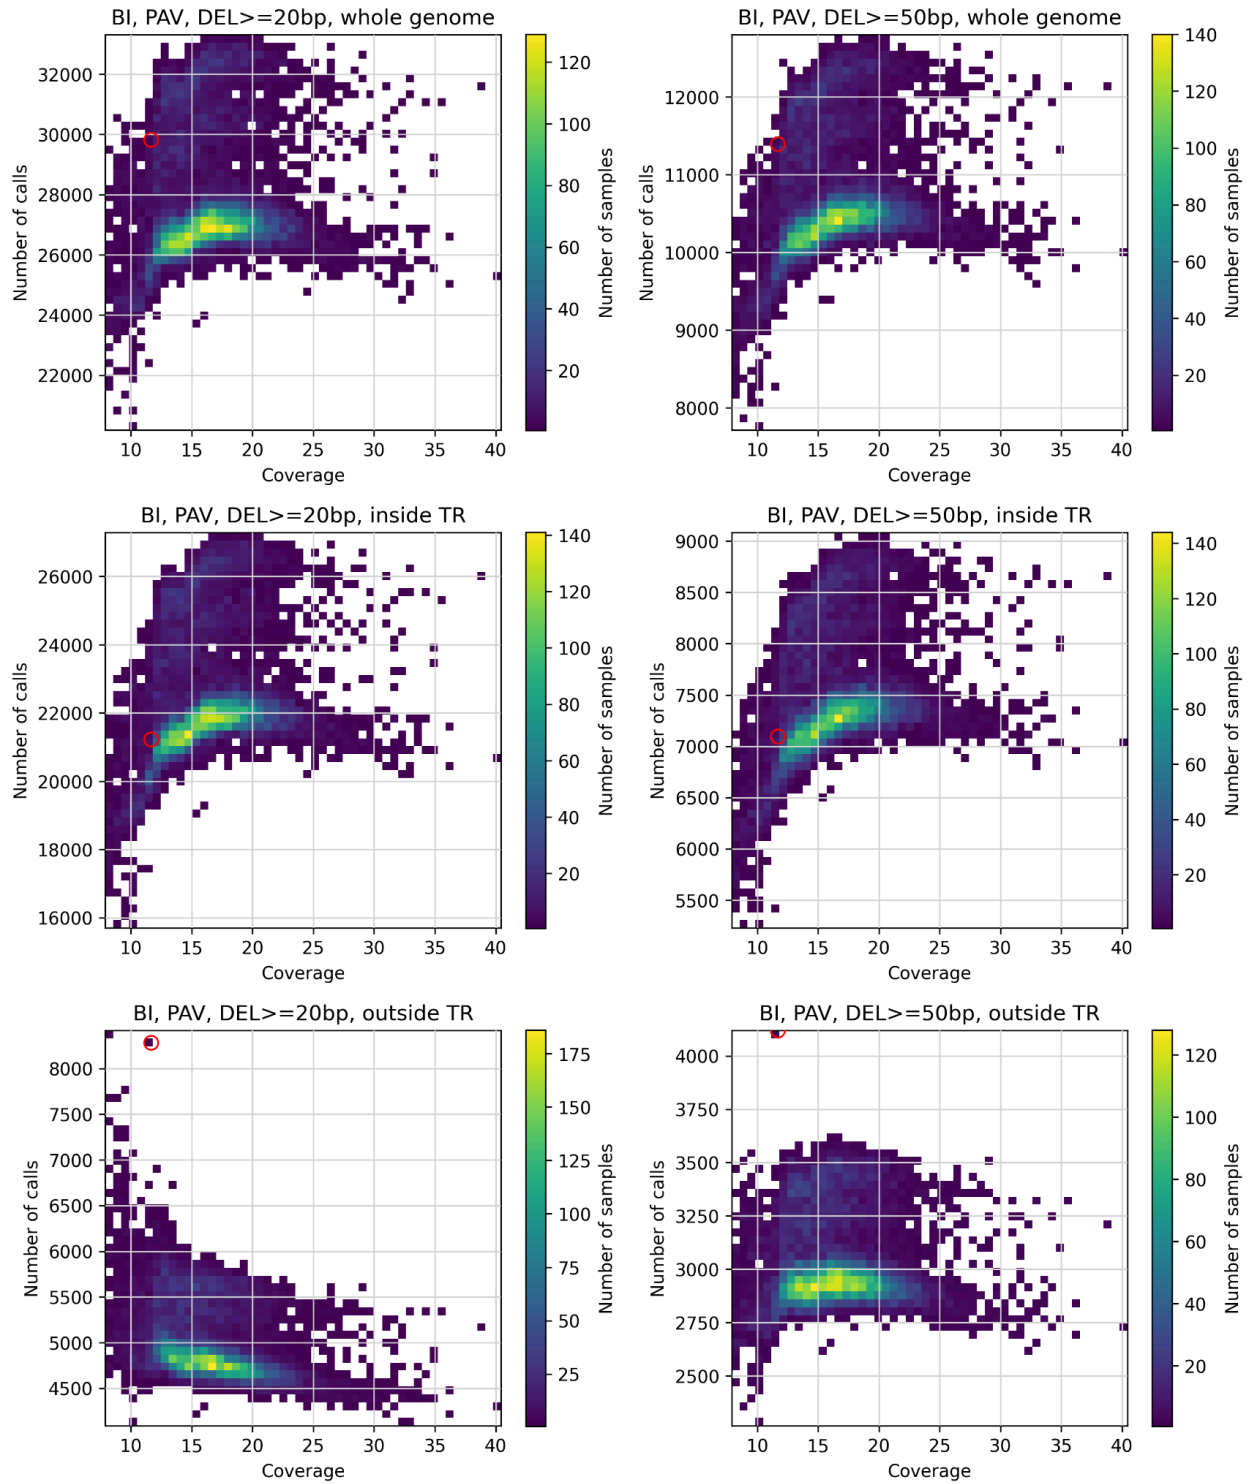 BI, PAV, DEL>=20bp, whole genome
32000
30000
28000
26000
24000
22000
Number of calls
10 15 20 25 30 35 40
Coverage
120
100
80
60
40
20
Number of samples
BI, PAV, DEL>=50bp, whole genome
12000
11000
10000
9000
8000
Number of calls
10 15 20 25 30 35 40
Coverage
140
120
100
80
60
40
20
Number of samples
BI, PAV, DEL>=20bp, inside TR
26000
24000
22000
20000
18000
16000
Number of calls
10 15 20 25 30 35 40
Coverage
140
120
100
80
60
40
20
Number of samples
BI, PAV, DEL>=50bp, inside TR
9000
8500
8000
7500
7000
6500
6000
5500
Number of calls
10 15 20 25 30 35 40
Coverage
140
120
100
80
60
40
20
Number of samples
BI, PAV, DEL>=20bp, outside TR
8000
7500
7000
6500
6000
5500
5000
4500
Number of calls
10 15 20 25 30 35 40
Coverage
175
150
125
100
75
50
25
Number of samples
BI, PAV, DEL>=50bp, outside TR
4000
3750
3500
3250
3000
2750
2500
Number of calls
10 15 20 25 30 35 40
Coverage
120
100
80
60
40
20
Number of samples